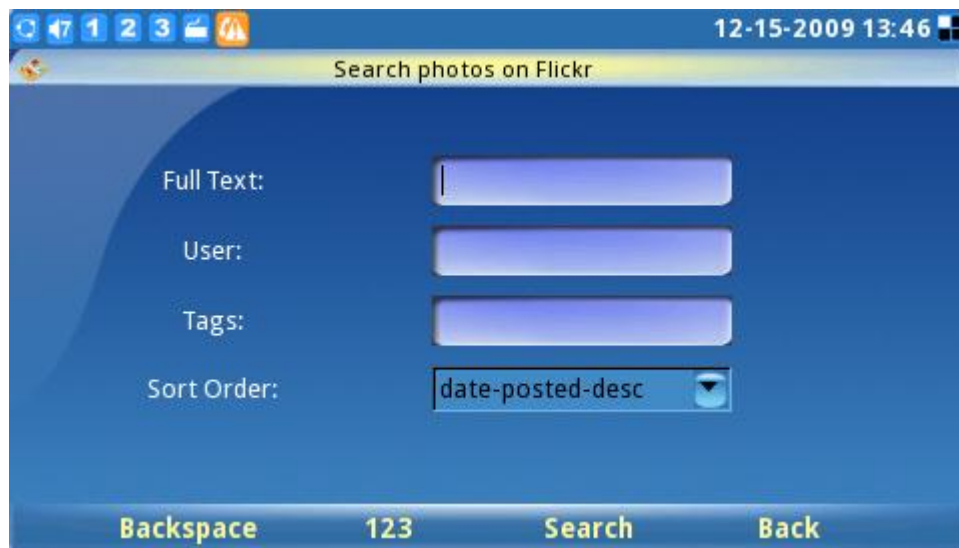 7 1 2 3 12-15-2009 13:46
Search photos on Flickr
Full Text:
User:
Tags:
Sort Order: date-posted-desc
Backspace 123 Search Back